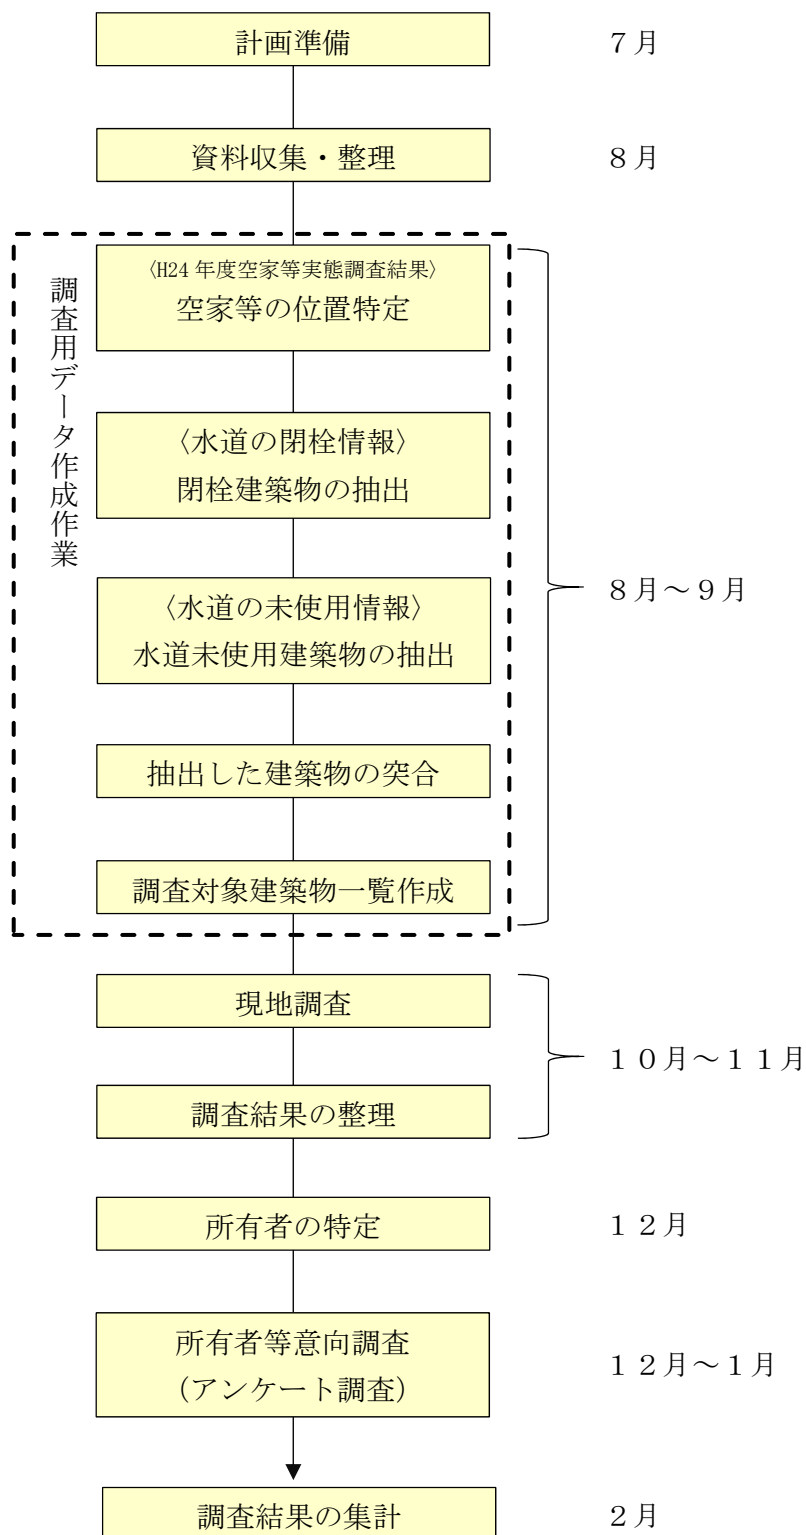 計画準備
７月
資料収集・整理
８月
調査用データ作成作業
〈H24 年度空家等実態調査結果〉
空家等の位置特定
〈水道の閉栓情報〉
閉栓建築物の抽出
〈水道の未使用情報〉
水道未使用建築物の抽出
抽出した建築物の突合
調査対象建築物一覧作成
８月～９月
現地調査
調査結果の整理
１０月～１１月
所有者の特定
１２月
所有者等意向調査
（アンケート調査）
１２月～１月
調査結果の集計
２月